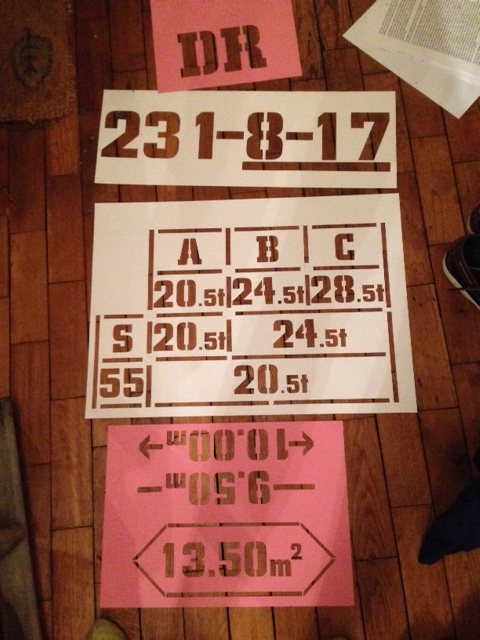 DR
231-8-17
A B C
20.5t 24.5t 28.5t
S 20.5t 24.5t
55 20.5t
←10.00m→
—9.50m—
13.50m²